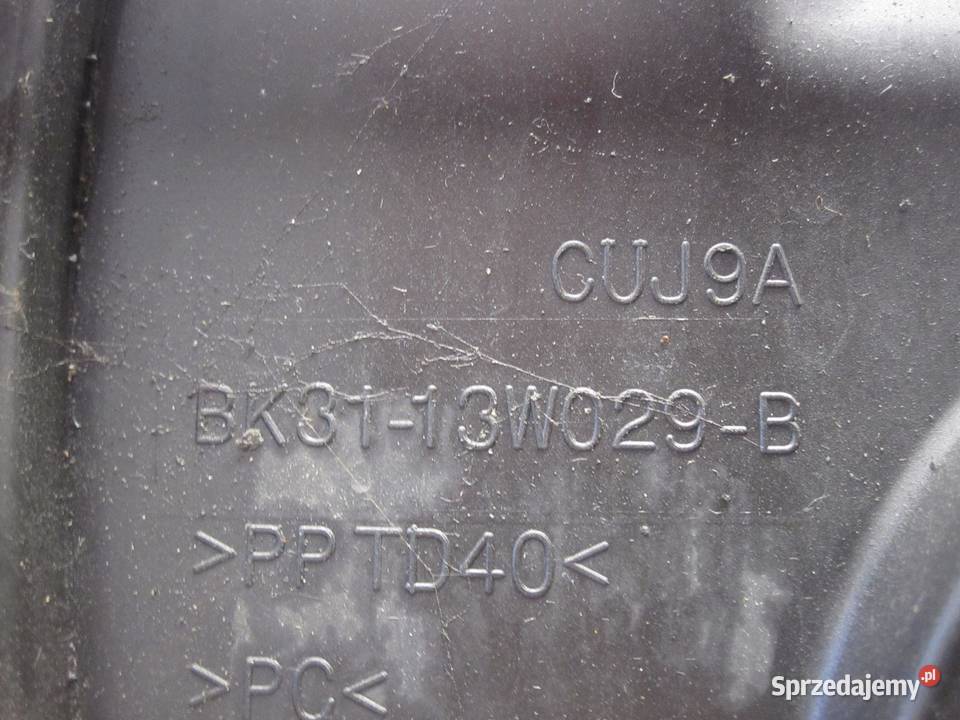 CUJ9A
BK31-13W029-B
>PP TD40<
>PC<
Sprzedajemy.pl